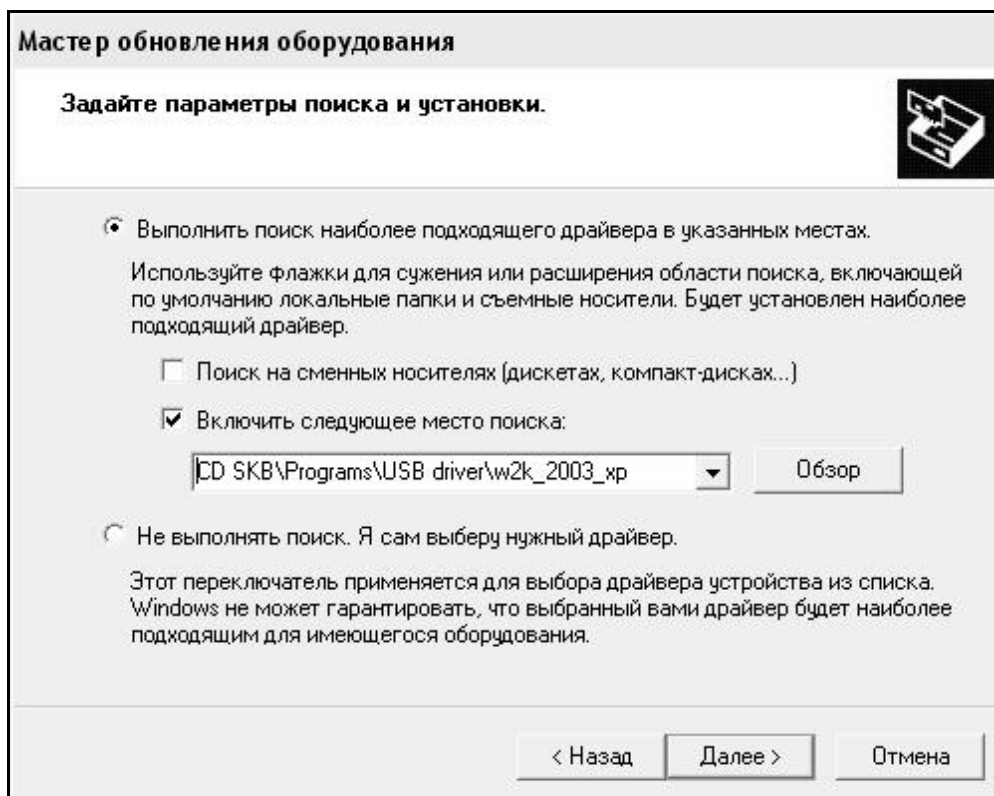 Мастер обновления оборудования
Задайте параметры поиска и установки.
Выполнить поиск наиболее подходящего драйвера в указанных местах.
Используйте флажки для сужения или расширения области поиска, включающей
по умолчанию локальные папки и съемные носители. Будет установлен наиболее
подходящий драйвер.
Поиск на сменных носителях (дискетах, компакт-дисках...)
Включить следующее место поиска:
CD SKB\Programs\USB driver\w2k_2003_xp
Обзор
Не выполнять поиск. Я сам выберу нужный драйвер.
Этот переключатель применяется для выбора драйвера устройства из списка.
Windows не может гарантировать, что выбранный вами драйвер будет наиболее
подходящим для имеющегося оборудования.
< Назад
Далее >
Отмена